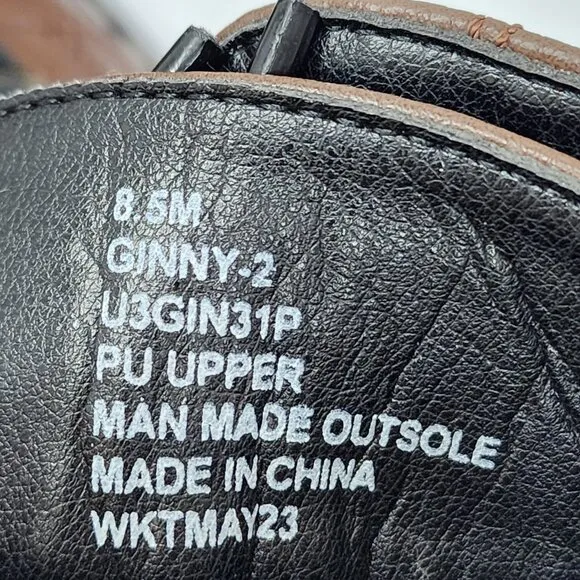 8.5M
GINNY-2
U3GIN31P
PU UPPER
MAN MADE OUTSOLE
MADE IN CHINA
WKTMAY23